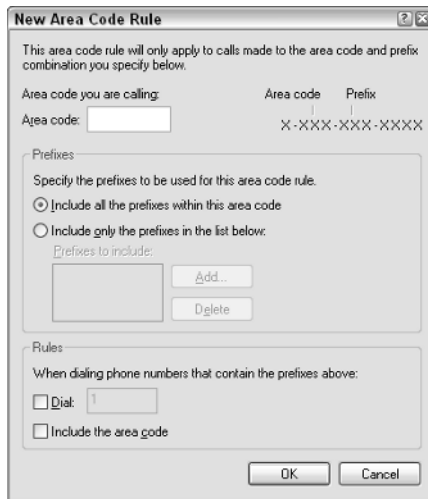 New Area Code Rule
This area code rule will only apply to calls made to the area code and prefix
combination you specify below.
Area code you are calling:
Area code:
Area code Prefix
X-XXX-XXX-XXXX
Prefixes
Specify the prefixes to be used for this area code rule.
Include all the prefixes within this area code
Include only the prefixes in the list below:
Prefixes to include:
Add...
Delete
Rules
When dialing phone numbers that contain the prefixes above:
Dial: 1
Include the area code
OK Cancel